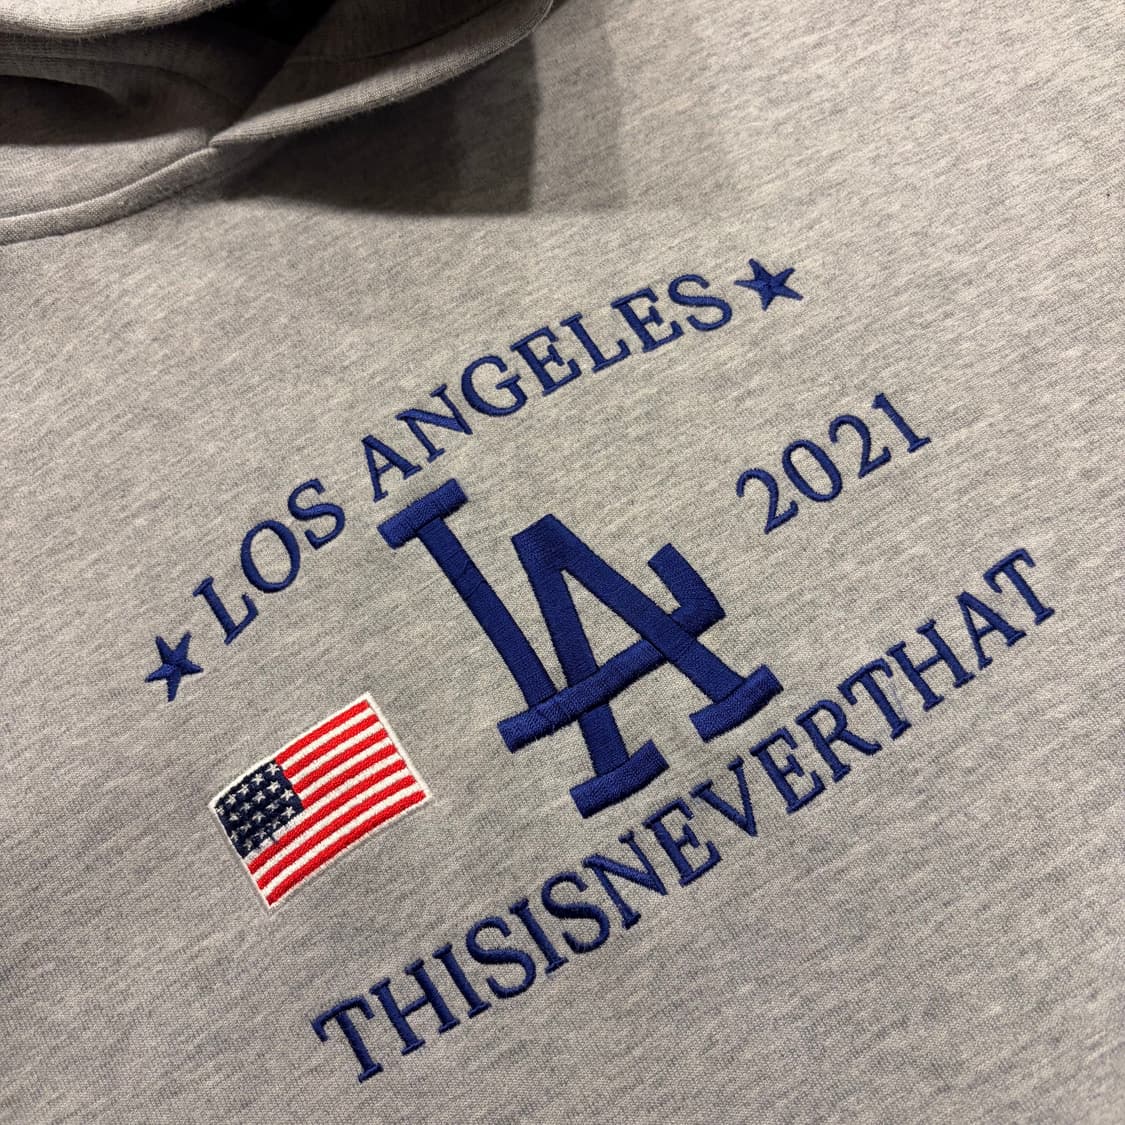 ★ LOS ANGELES ★
LA
2021
THISISNEVERTHAT